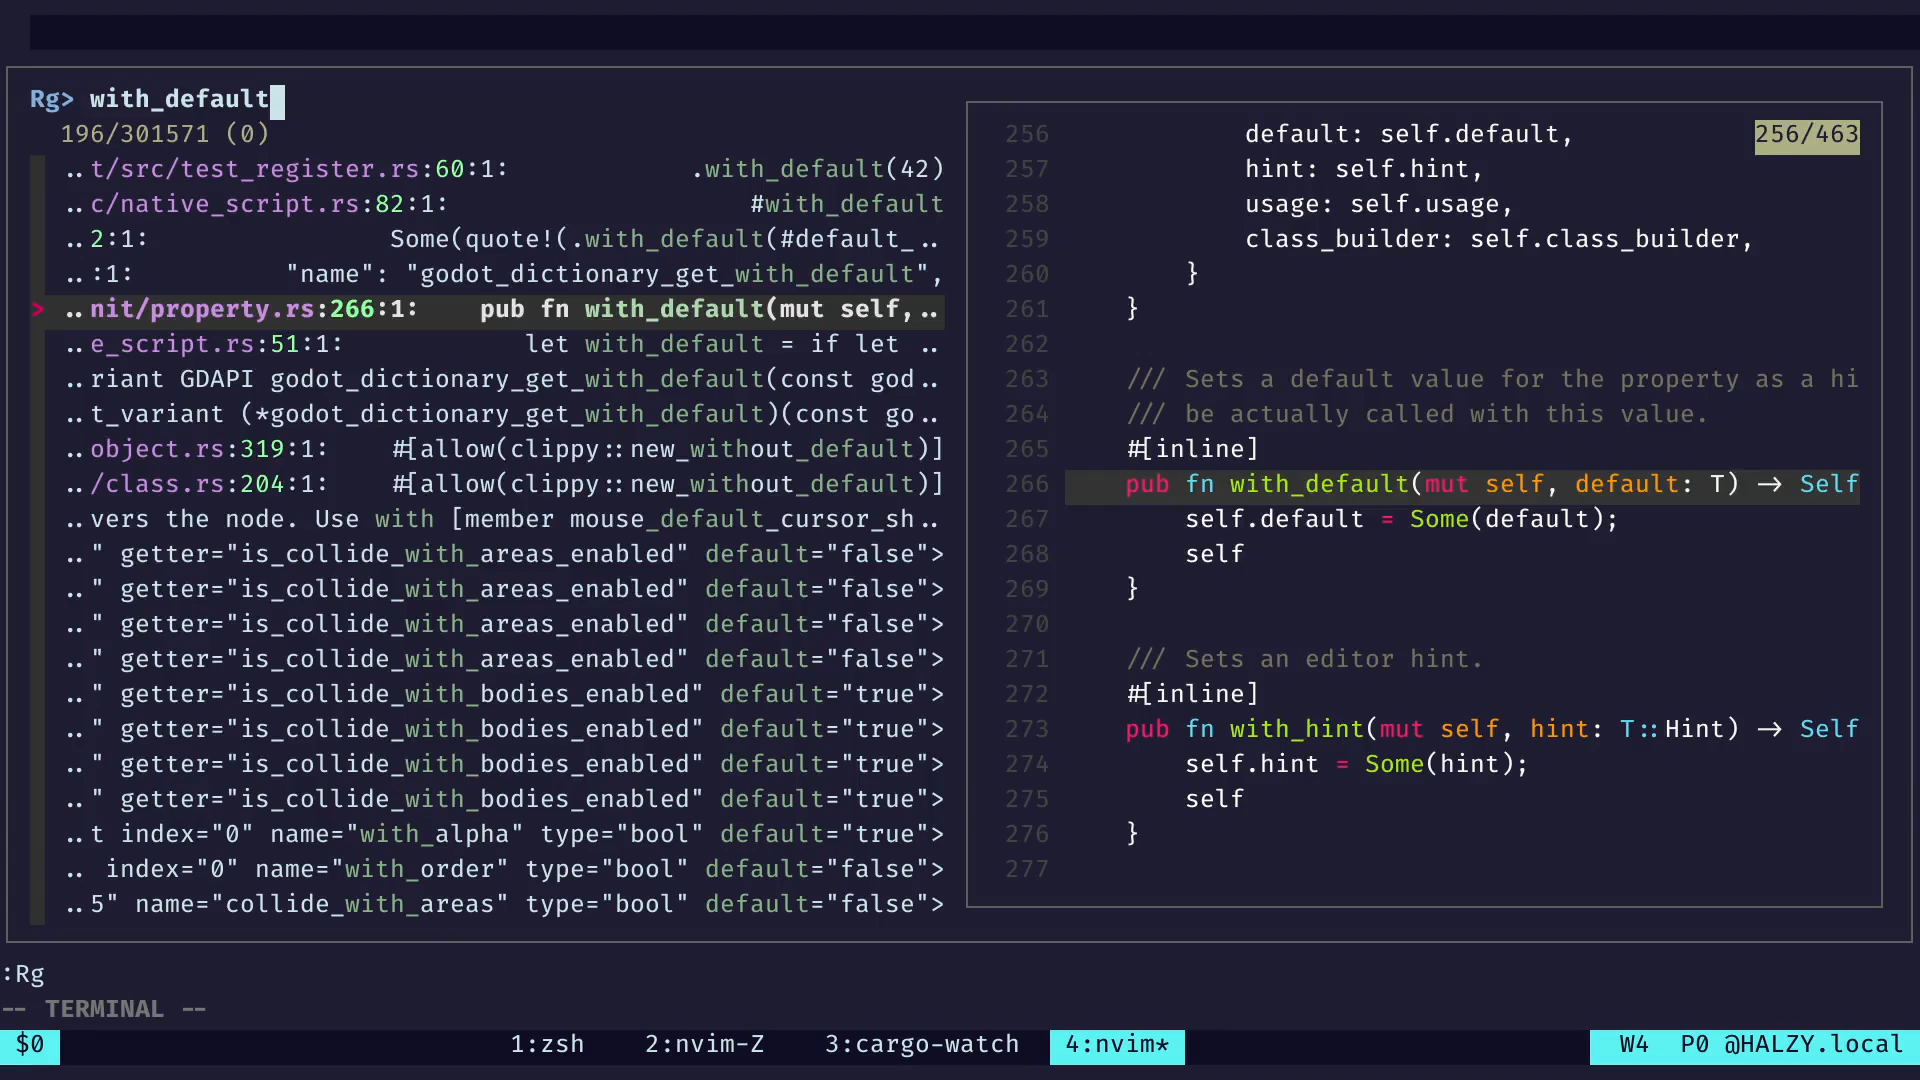 Rg> with_default
196/301571 (0)
..t/src/test_register.rs:60:1: .with_default(42)
..c/native_script.rs:82:1: #with_default
..2:1: Some(quote!(.with_default(#default_..
..:1: "name": "godot_dictionary_get_with_default",
> ..nit/property.rs:266:1: pub fn with_default(mut self,..
..e_script.rs:51:1: let with_default = if let ..
..riant GDAPI godot_dictionary_get_with_default(const god..
..t_variant (*godot_dictionary_get_with_default)(const go..
..object.rs:319:1: #[allow(clippy::new_without_default)]
../class.rs:204:1: #[allow(clippy::new_without_default)]
..vers the node. Use with [member mouse_default_cursor_sh..
.." getter="is_collide_with_areas_enabled" default="false">
.." getter="is_collide_with_areas_enabled" default="false">
.." getter="is_collide_with_areas_enabled" default="false">
.." getter="is_collide_with_areas_enabled" default="false">
.." getter="is_collide_with_bodies_enabled" default="true">
.." getter="is_collide_with_bodies_enabled" default="true">
.." getter="is_collide_with_bodies_enabled" default="true">
.." getter="is_collide_with_bodies_enabled" default="true">
..t index="0" name="with_alpha" type="bool" default="true">
.. index="0" name="with_order" type="bool" default="false">
..5" name="collide_with_areas" type="bool" default="false">
256 default: self.default, 256/463
257 hint: self.hint,
258 usage: self.usage,
259 class_builder: self.class_builder,
260 }
261 }
262
263 /// Sets a default value for the property as a hi
264 /// be actually called with this value.
265 #[inline]
266 pub fn with_default(mut self, default: T) -> Self
267 self.default = Some(default);
268 self
269 }
270
271 /// Sets an editor hint.
272 #[inline]
273 pub fn with_hint(mut self, hint: T::Hint) -> Self
274 self.hint = Some(hint);
275 self
276 }
277
:Rg
-- TERMINAL --
$0 1:zsh 2:nvim-Z 3:cargo-watch 4:nvim* W4 P0 @HALZY.local